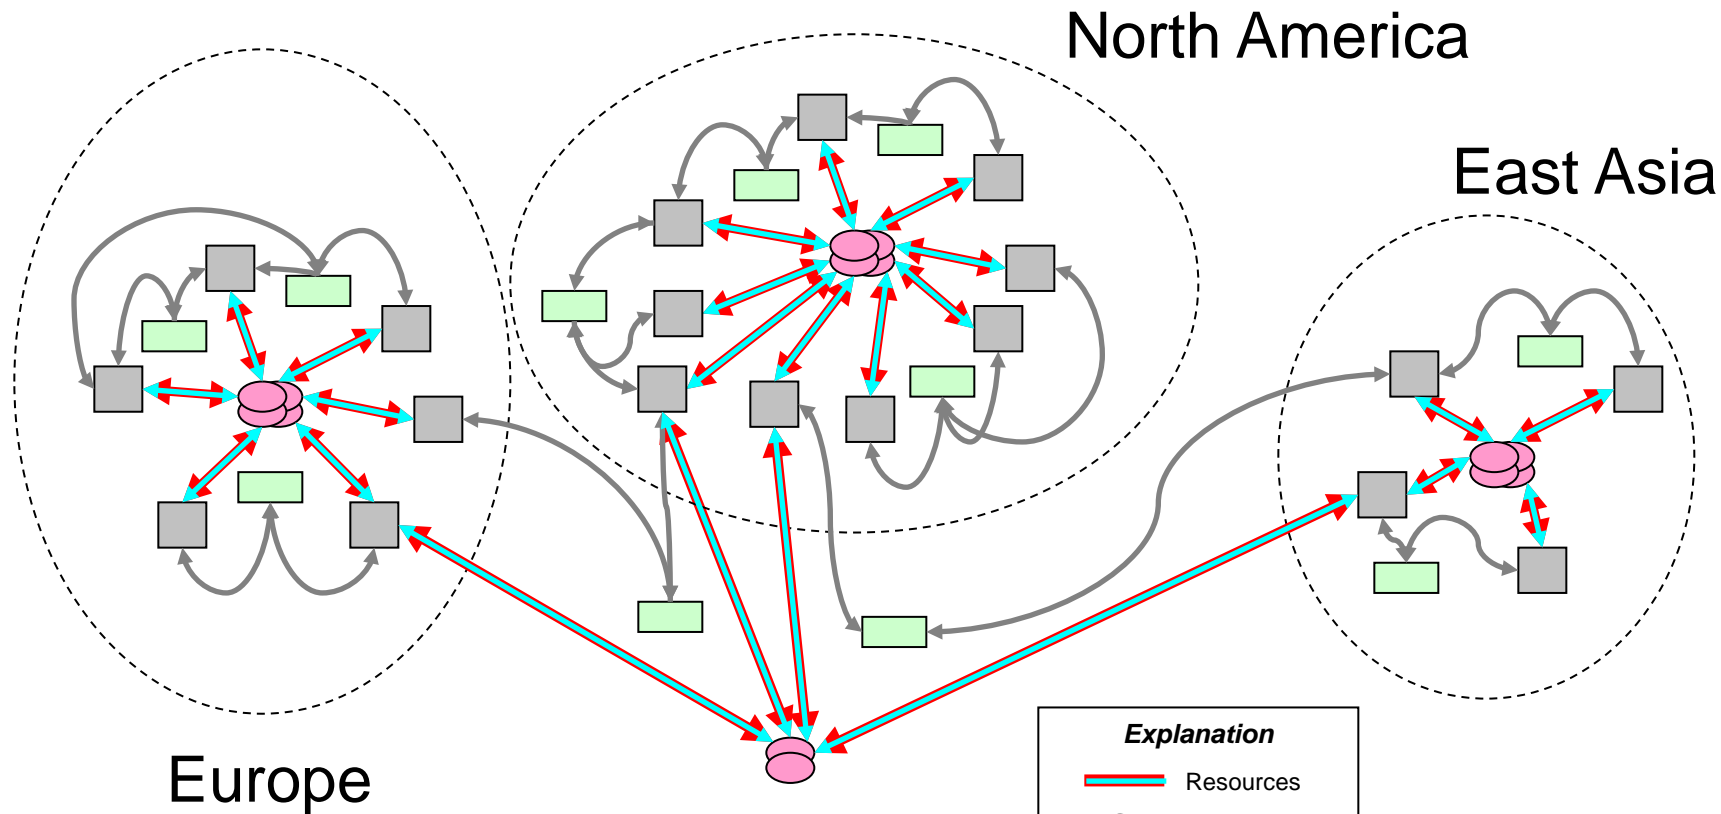 North America
East Asia
Europe
Explanation
Resources